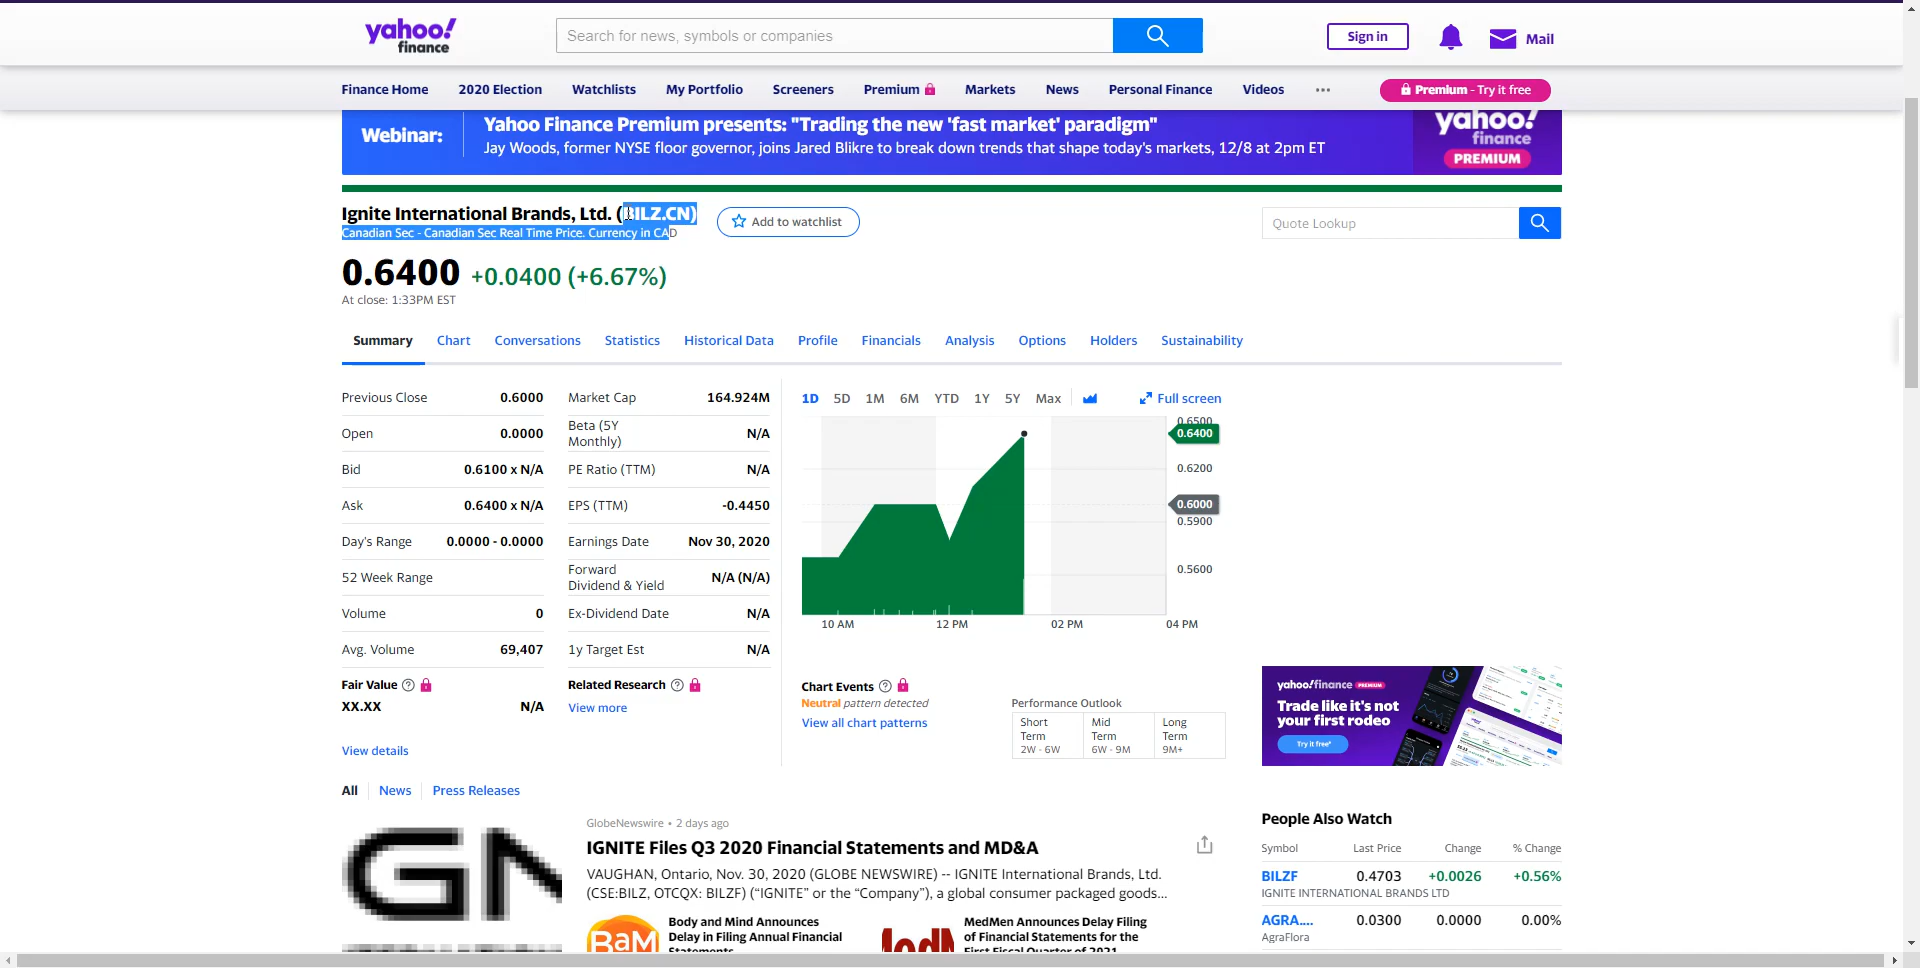 yahoo!
finance
Search for news, symbols or companies
Sign in
Mail
Finance Home
2020 Election
Watchlists
My Portfolio
Screeners
Premium
Markets
News
Personal Finance
Videos
...
Premium - Try it free
Webinar:
Yahoo Finance Premium presents: "Trading the new 'fast market' paradigm"
Jay Woods, former NYSE floor governor, joins Jared Blikre to break down trends that shape today's markets, 12/8 at 2pm ET
yahoo!
finance
PREMIUM
Ignite International Brands, Ltd. (BILZ.CN)
Canadian Sec - Canadian Sec Real Time Price. Currency in CAD
Add to watchlist
Quote Lookup
0.6400 +0.0400 (+6.67%)
At close: 1:33PM EST
Summary
Chart
Conversations
Statistics
Historical Data
Profile
Financials
Analysis
Options
Holders
Sustainability
Previous Close 0.6000
Open 0.0000
Bid 0.6100 x N/A
Ask 0.6400 x N/A
Day's Range 0.0000 - 0.0000
52 Week Range
Volume 0
Avg. Volume 69,407
Fair Value
XX.XX N/A
View details
Market Cap 164.924M
Beta (5Y
Monthly) N/A
PE Ratio (TTM) N/A
EPS (TTM) -0.4450
Earnings Date Nov 30, 2020
Forward
Dividend & Yield N/A (N/A)
Ex-Dividend Date N/A
1y Target Est N/A
Related Research
View more
1D 5D 1M 6M YTD 1Y 5Y Max
Full screen
0.6500
0.6400
0.6200
0.6000
0.5900
0.5600
10 AM
12 PM
02 PM
04 PM
Chart Events
Neutral pattern detected
View all chart patterns
Performance Outlook
Short
Term
2W - 6W
Mid
Term
6W - 9M
Long
Term
9M+
yahoo!finance PREMIUM
Trade like it's not
your first rodeo
Try it free*
All
News
Press Releases
GlobeNewswire • 2 days ago
IGNITE Files Q3 2020 Financial Statements and MD&A
VAUGHAN, Ontario, Nov. 30, 2020 (GLOBE NEWSWIRE) -- IGNITE International Brands, Ltd.
(CSE:BILZ, OTCQX: BILZF) (“IGNITE” or the “Company”), a global consumer packaged goods...
BaM
Body and Mind Announces
Delay in Filing Annual Financial
Statements
MedMen Announces Delay Filing
of Financial Statements for the
First Fiscal Quarter of 2021
People Also Watch
Symbol Last Price Change % Change
BILZF 0.4703 +0.0026 +0.56%
IGNITE INTERNATIONAL BRANDS LTD
AGRA.... 0.0300 0.0000 0.00%
AgraFlora